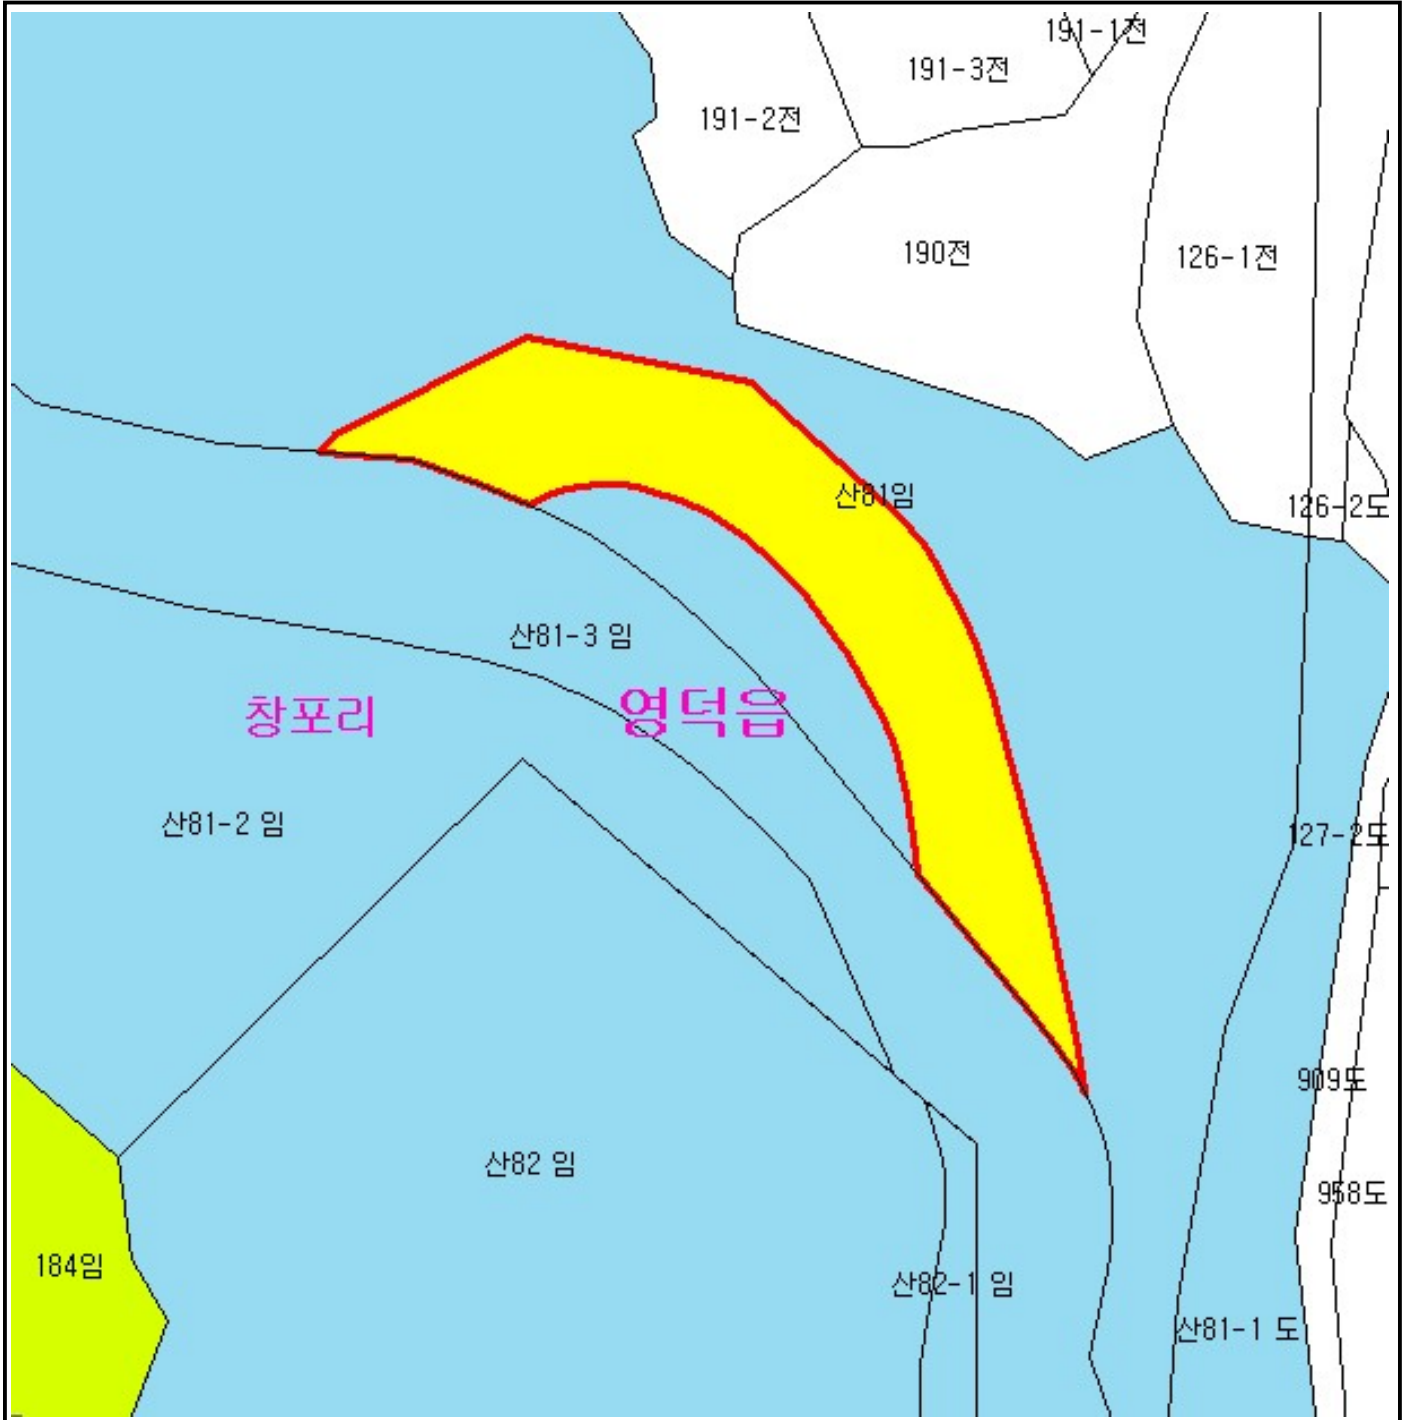 191-1전
191-3전
191-2전
190전
126-1전
산81임
126-2도
산81-3 임
창포리
영덕읍
산81-2 임
127-2도
909도
산82 임
958도
184임
산82-1 임
산81-1 도